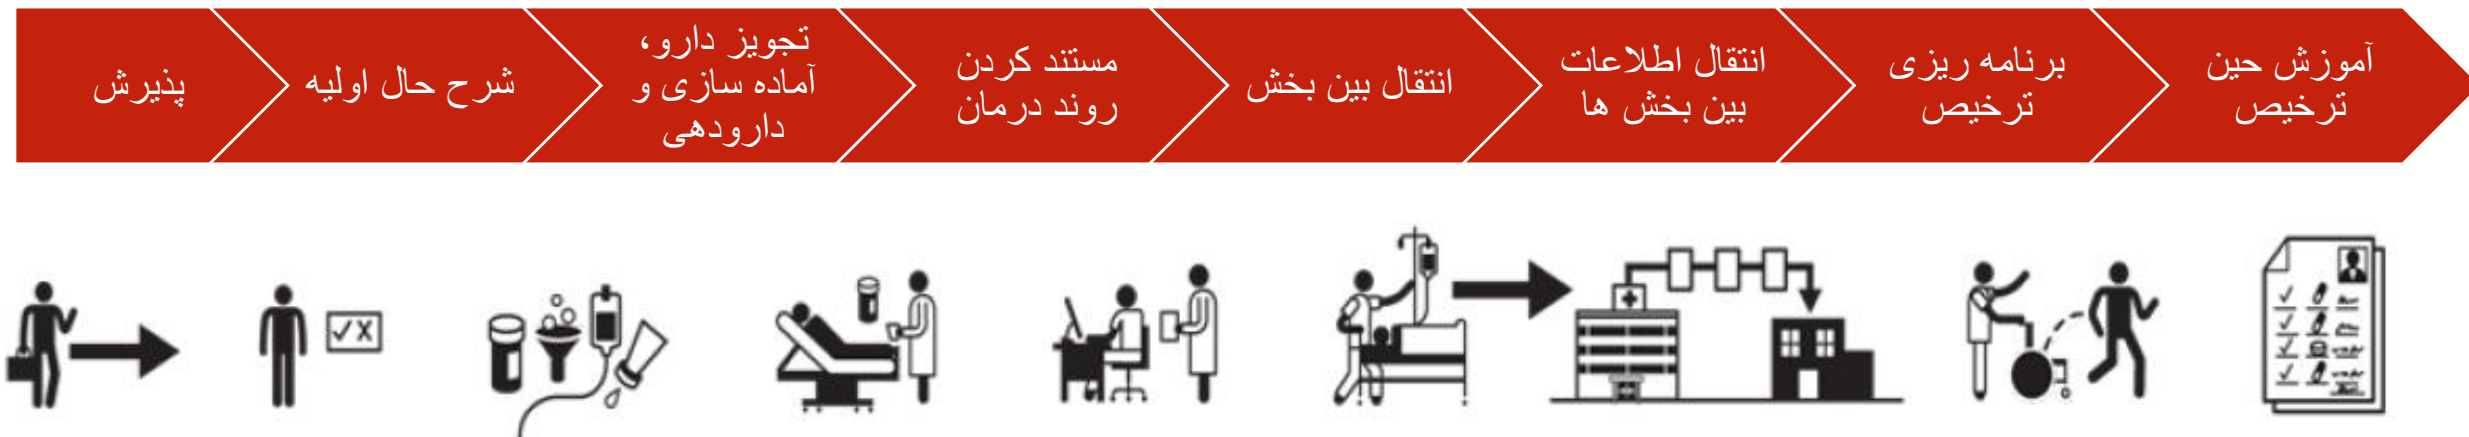 پذیرش
شرح حال اولیه
تجویز دارو،
آماده سازی و
دارودهی
مستند کردن
روند درمان
انتقال بین بخش
انتقال اطلاعات
بین بخش ها
برنامه ریزی
ترخیص
آموزش حین
ترخیص